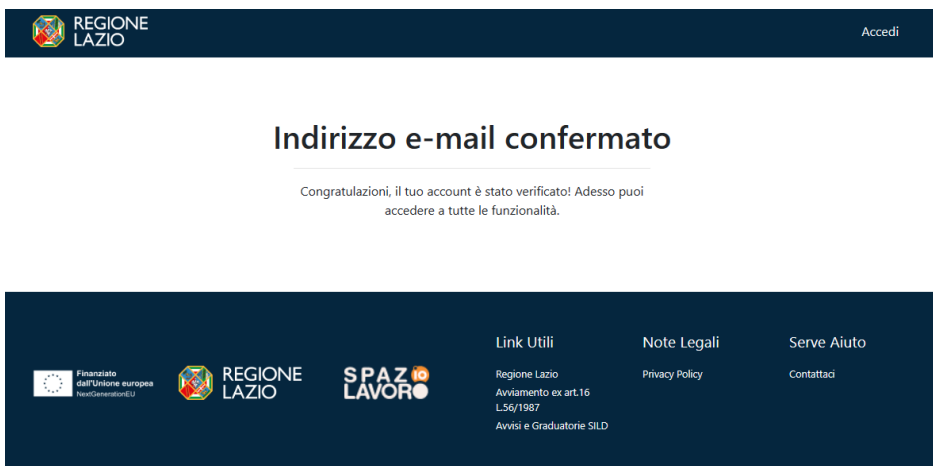 REGIONE
LAZIO
Accedi
Indirizzo e-mail confermato
Congratulazioni, il tuo account è stato verificato! Adesso puoi
accedere a tutte le funzionalità.
Finanziato
dall'Unione europea
NextGenerationEU
REGIONE
LAZIO
SPAZIO
LAVORO
Link Utili
Regione Lazio
Avviamento ex art.16
L.56/1987
Avvisi e Graduatorie SILD
Note Legali
Privacy Policy
Serve Aiuto
Contattaci